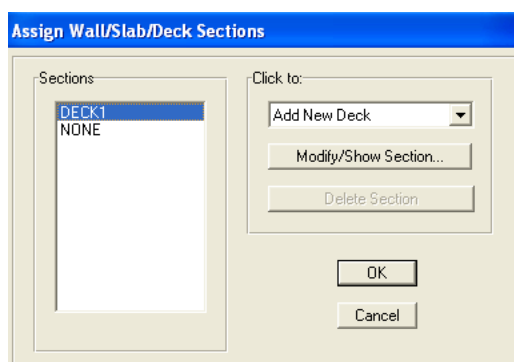 Assign Wall/Slab/Deck Sections
Sections
DECK1
NONE
Click to:
Add New Deck
Modify/Show Section...
Delete Section
OK
Cancel